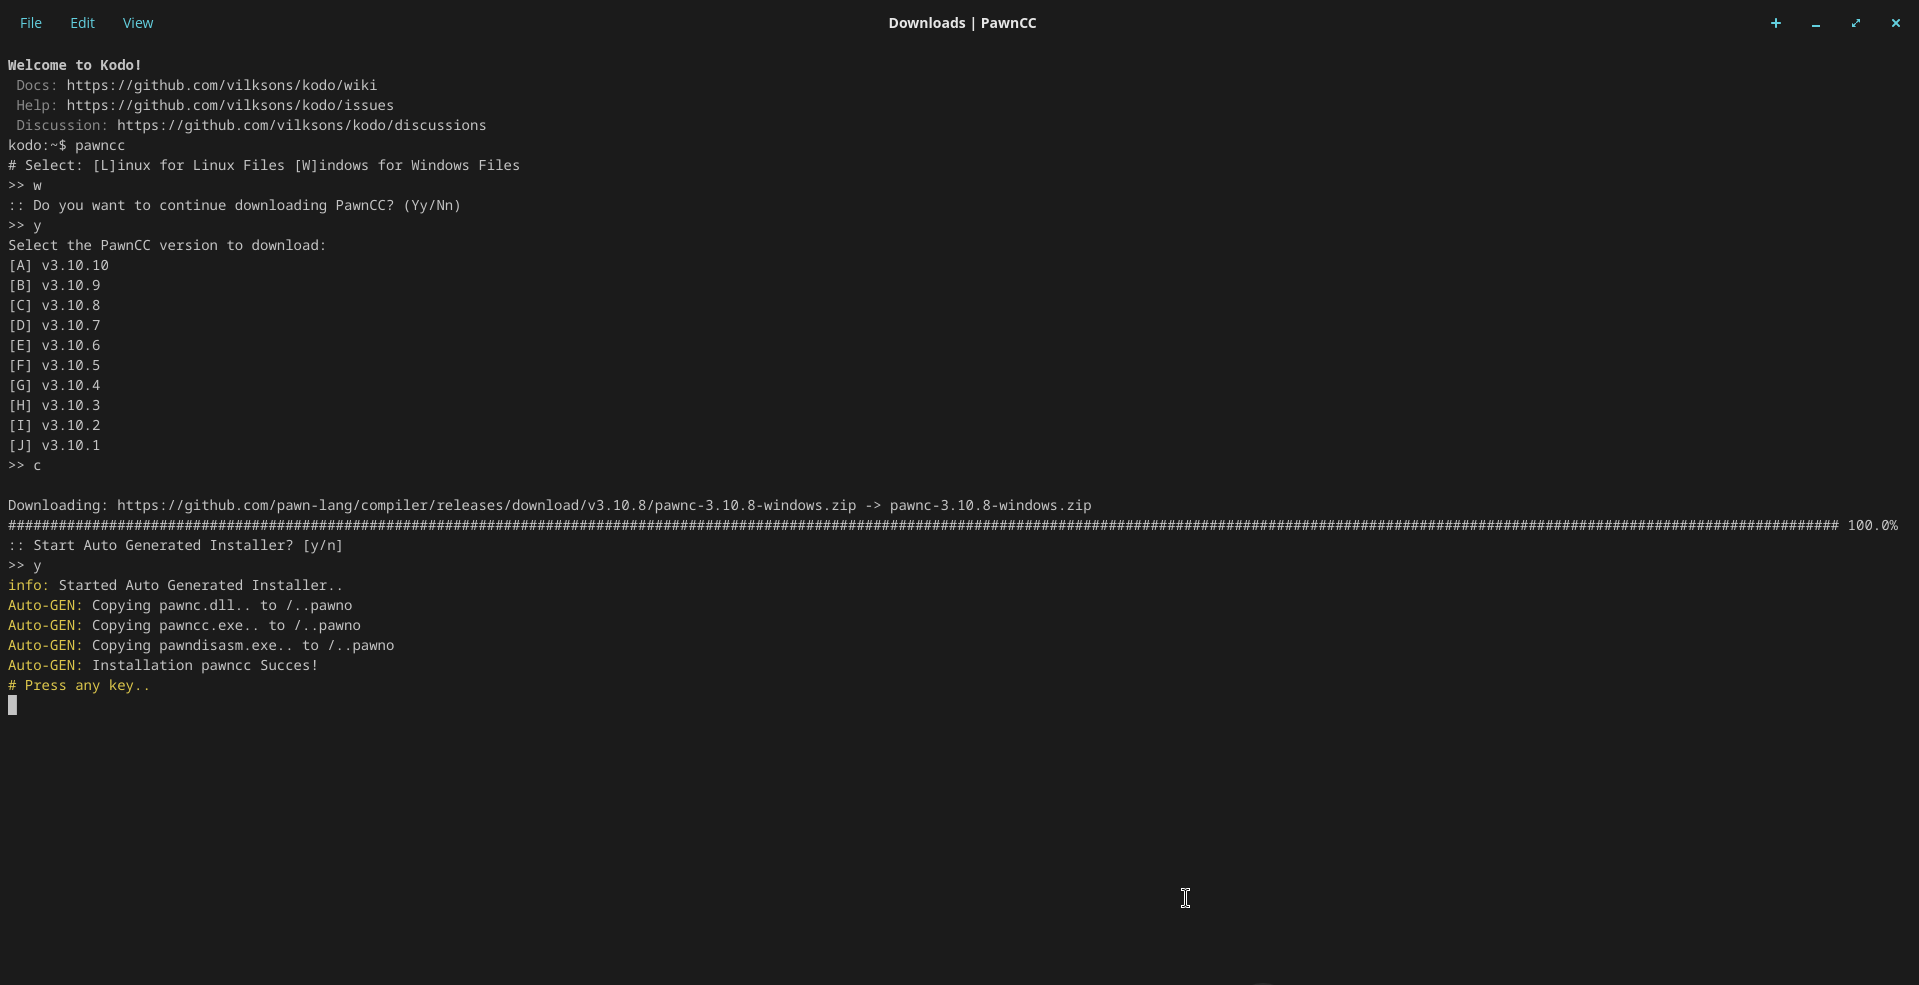 File Edit View Downloads | PawnCC
Welcome to Kodo!
Docs: https://github.com/vilksons/kodo/wiki
Help: https://github.com/vilksons/kodo/issues
Discussion: https://github.com/vilksons/kodo/discussions
kodo:~$ pawncc
# Select: [L]inux for Linux Files [W]indows for Windows Files
>> w
:: Do you want to continue downloading PawnCC? (Yy/Nn)
>> y
Select the PawnCC version to download:
[A] v3.10.10
[B] v3.10.9
[C] v3.10.8
[D] v3.10.7
[E] v3.10.6
[F] v3.10.5
[G] v3.10.4
[H] v3.10.3
[I] v3.10.2
[J] v3.10.1
>> c
Downloading: https://github.com/pawn-lang/compiler/releases/download/v3.10.8/pawnc-3.10.8-windows.zip -> pawnc-3.10.8-windows.zip
########################################################################################################################################################################################################################## 100.0%
:: Start Auto Generated Installer? [y/n]
>> y
info: Started Auto Generated Installer..
Auto-GEN: Copying pawnc.dll.. to /..pawno
Auto-GEN: Copying pawncc.exe.. to /..pawno
Auto-GEN: Copying pawndisasm.exe.. to /..pawno
Auto-GEN: Installation pawncc Succes!
# Press any key..